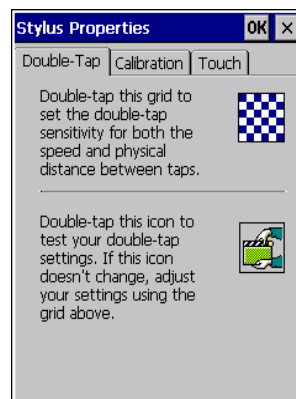 Stylus Properties OK ×
Double-Tap Calibration Touch
Double-tap this grid to
set the double-tap
sensitivity for both the
speed and physical
distance between taps.
Double-tap this icon to
test your double-tap
settings. If this icon
doesn't change, adjust
your settings using the
grid above.